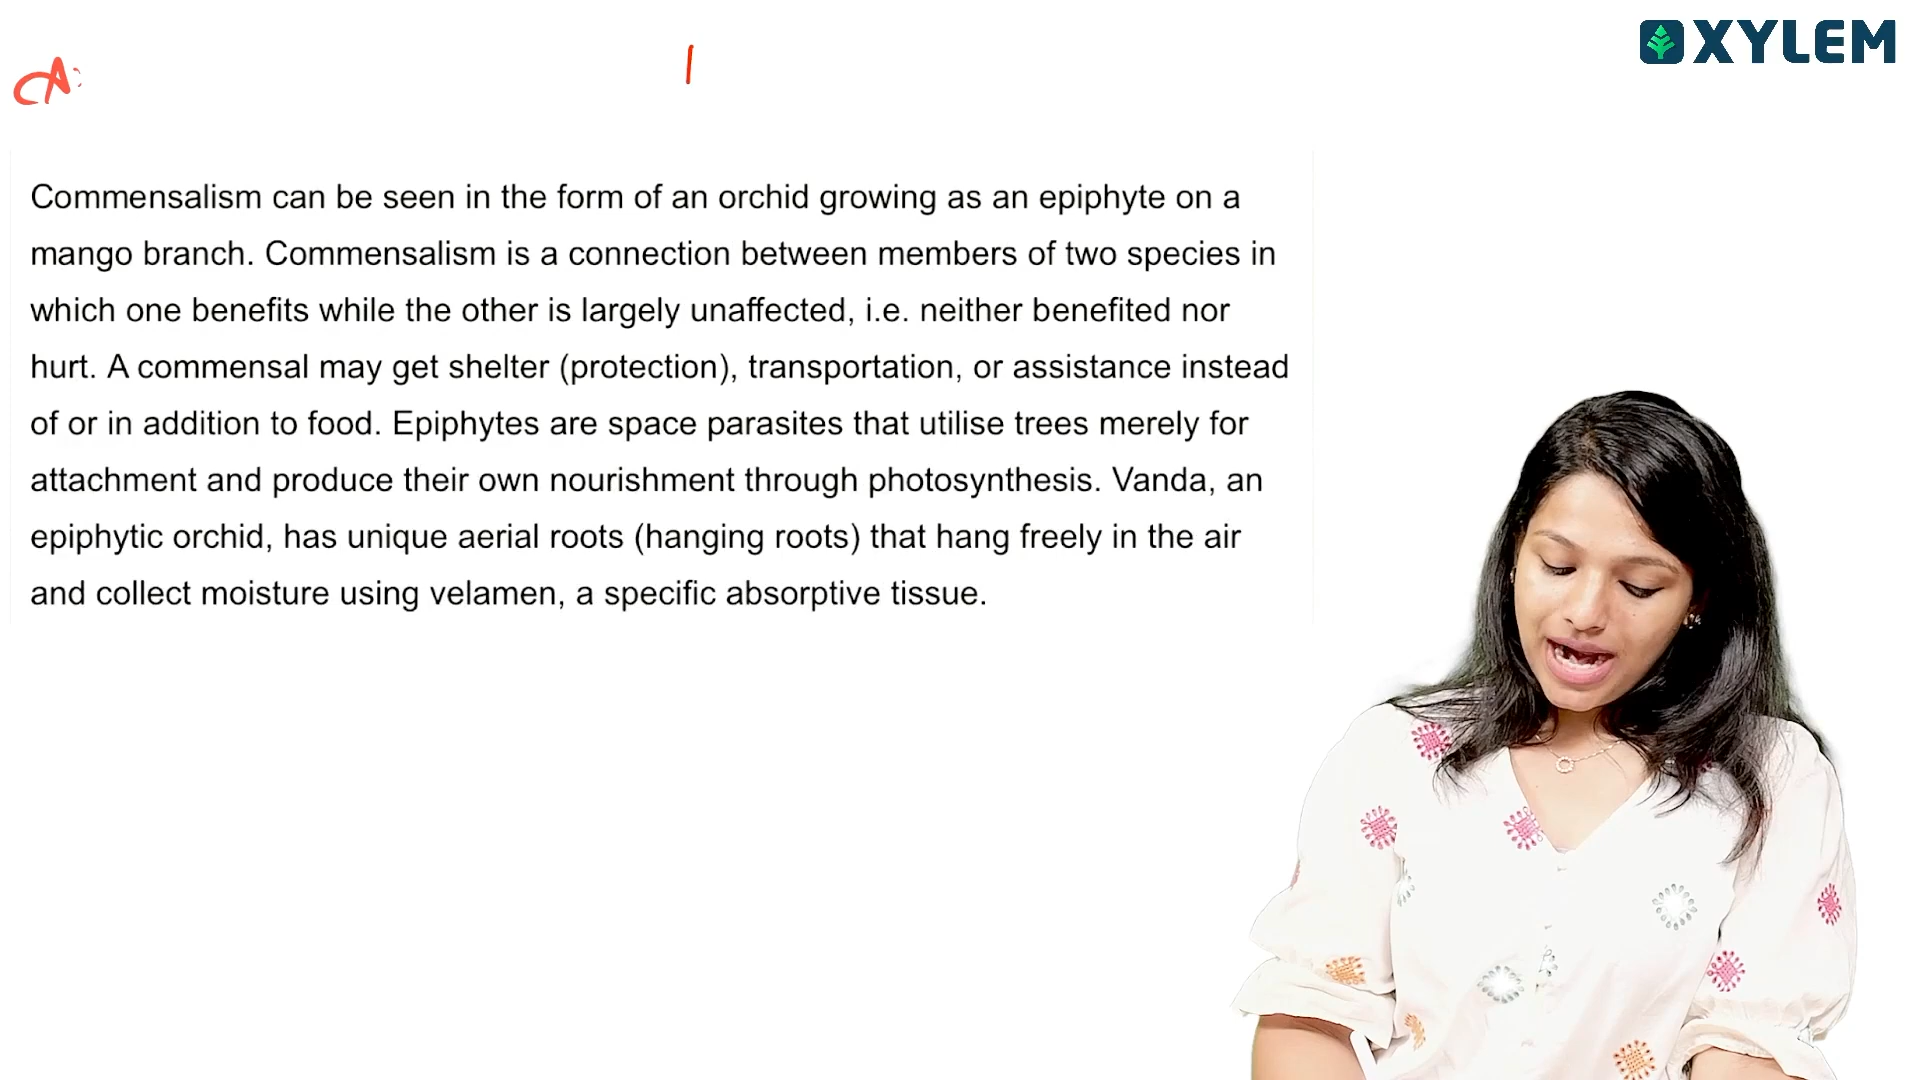 XYLEM
A:
Commensalism can be seen in the form of an orchid growing as an epiphyte on a
mango branch. Commensalism is a connection between members of two species in
which one benefits while the other is largely unaffected, i.e. neither benefited nor
hurt. A commensal may get shelter (protection), transportation, or assistance instead
of or in addition to food. Epiphytes are space parasites that utilise trees merely for
attachment and produce their own nourishment through photosynthesis. Vanda, an
epiphytic orchid, has unique aerial roots (hanging roots) that hang freely in the air
and collect moisture using velamen, a specific absorptive tissue.